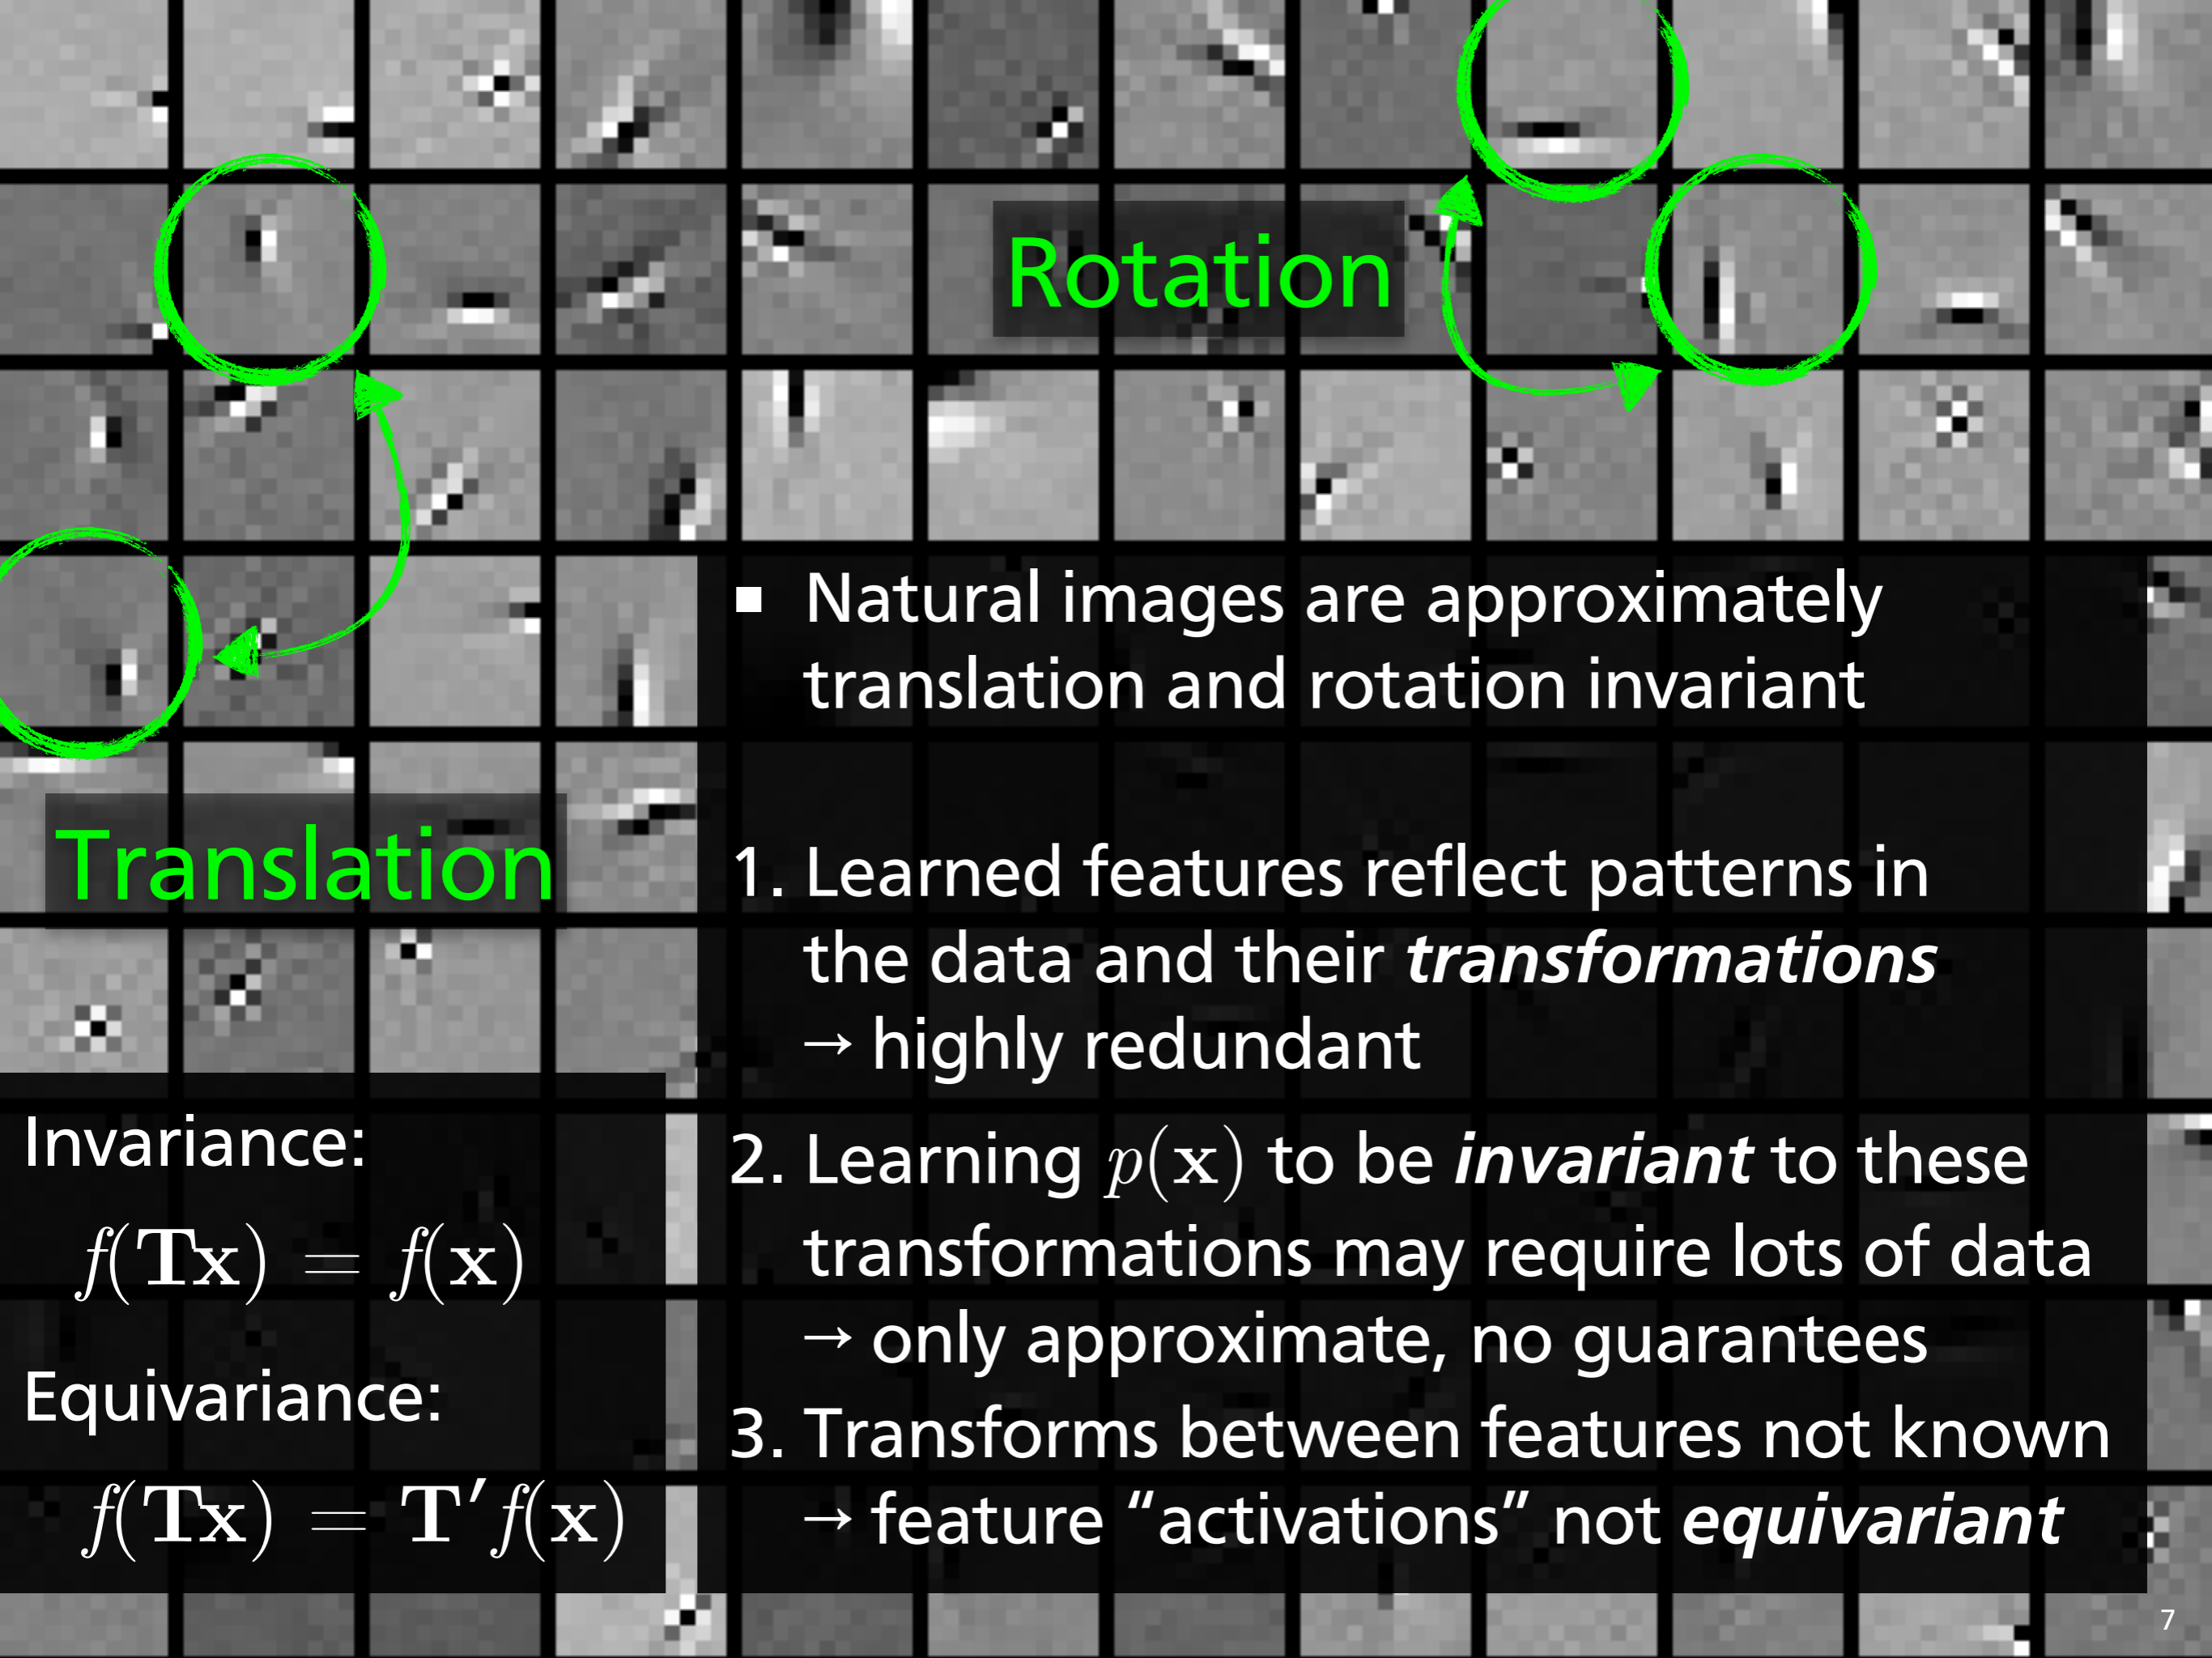 Rotation
Translation
▪ Natural images are approximately
translation and rotation invariant
1. Learned features reflect patterns in
the data and their transformations
→ highly redundant
2. Learning p(x) to be invariant to these
transformations may require lots of data
→ only approximate, no guarantees
3. Transforms between features not known
→ feature “activations” not equivariant
Invariance:
f(Tx) = f(x)
Equivariance:
f(Tx) = T′f(x)
7